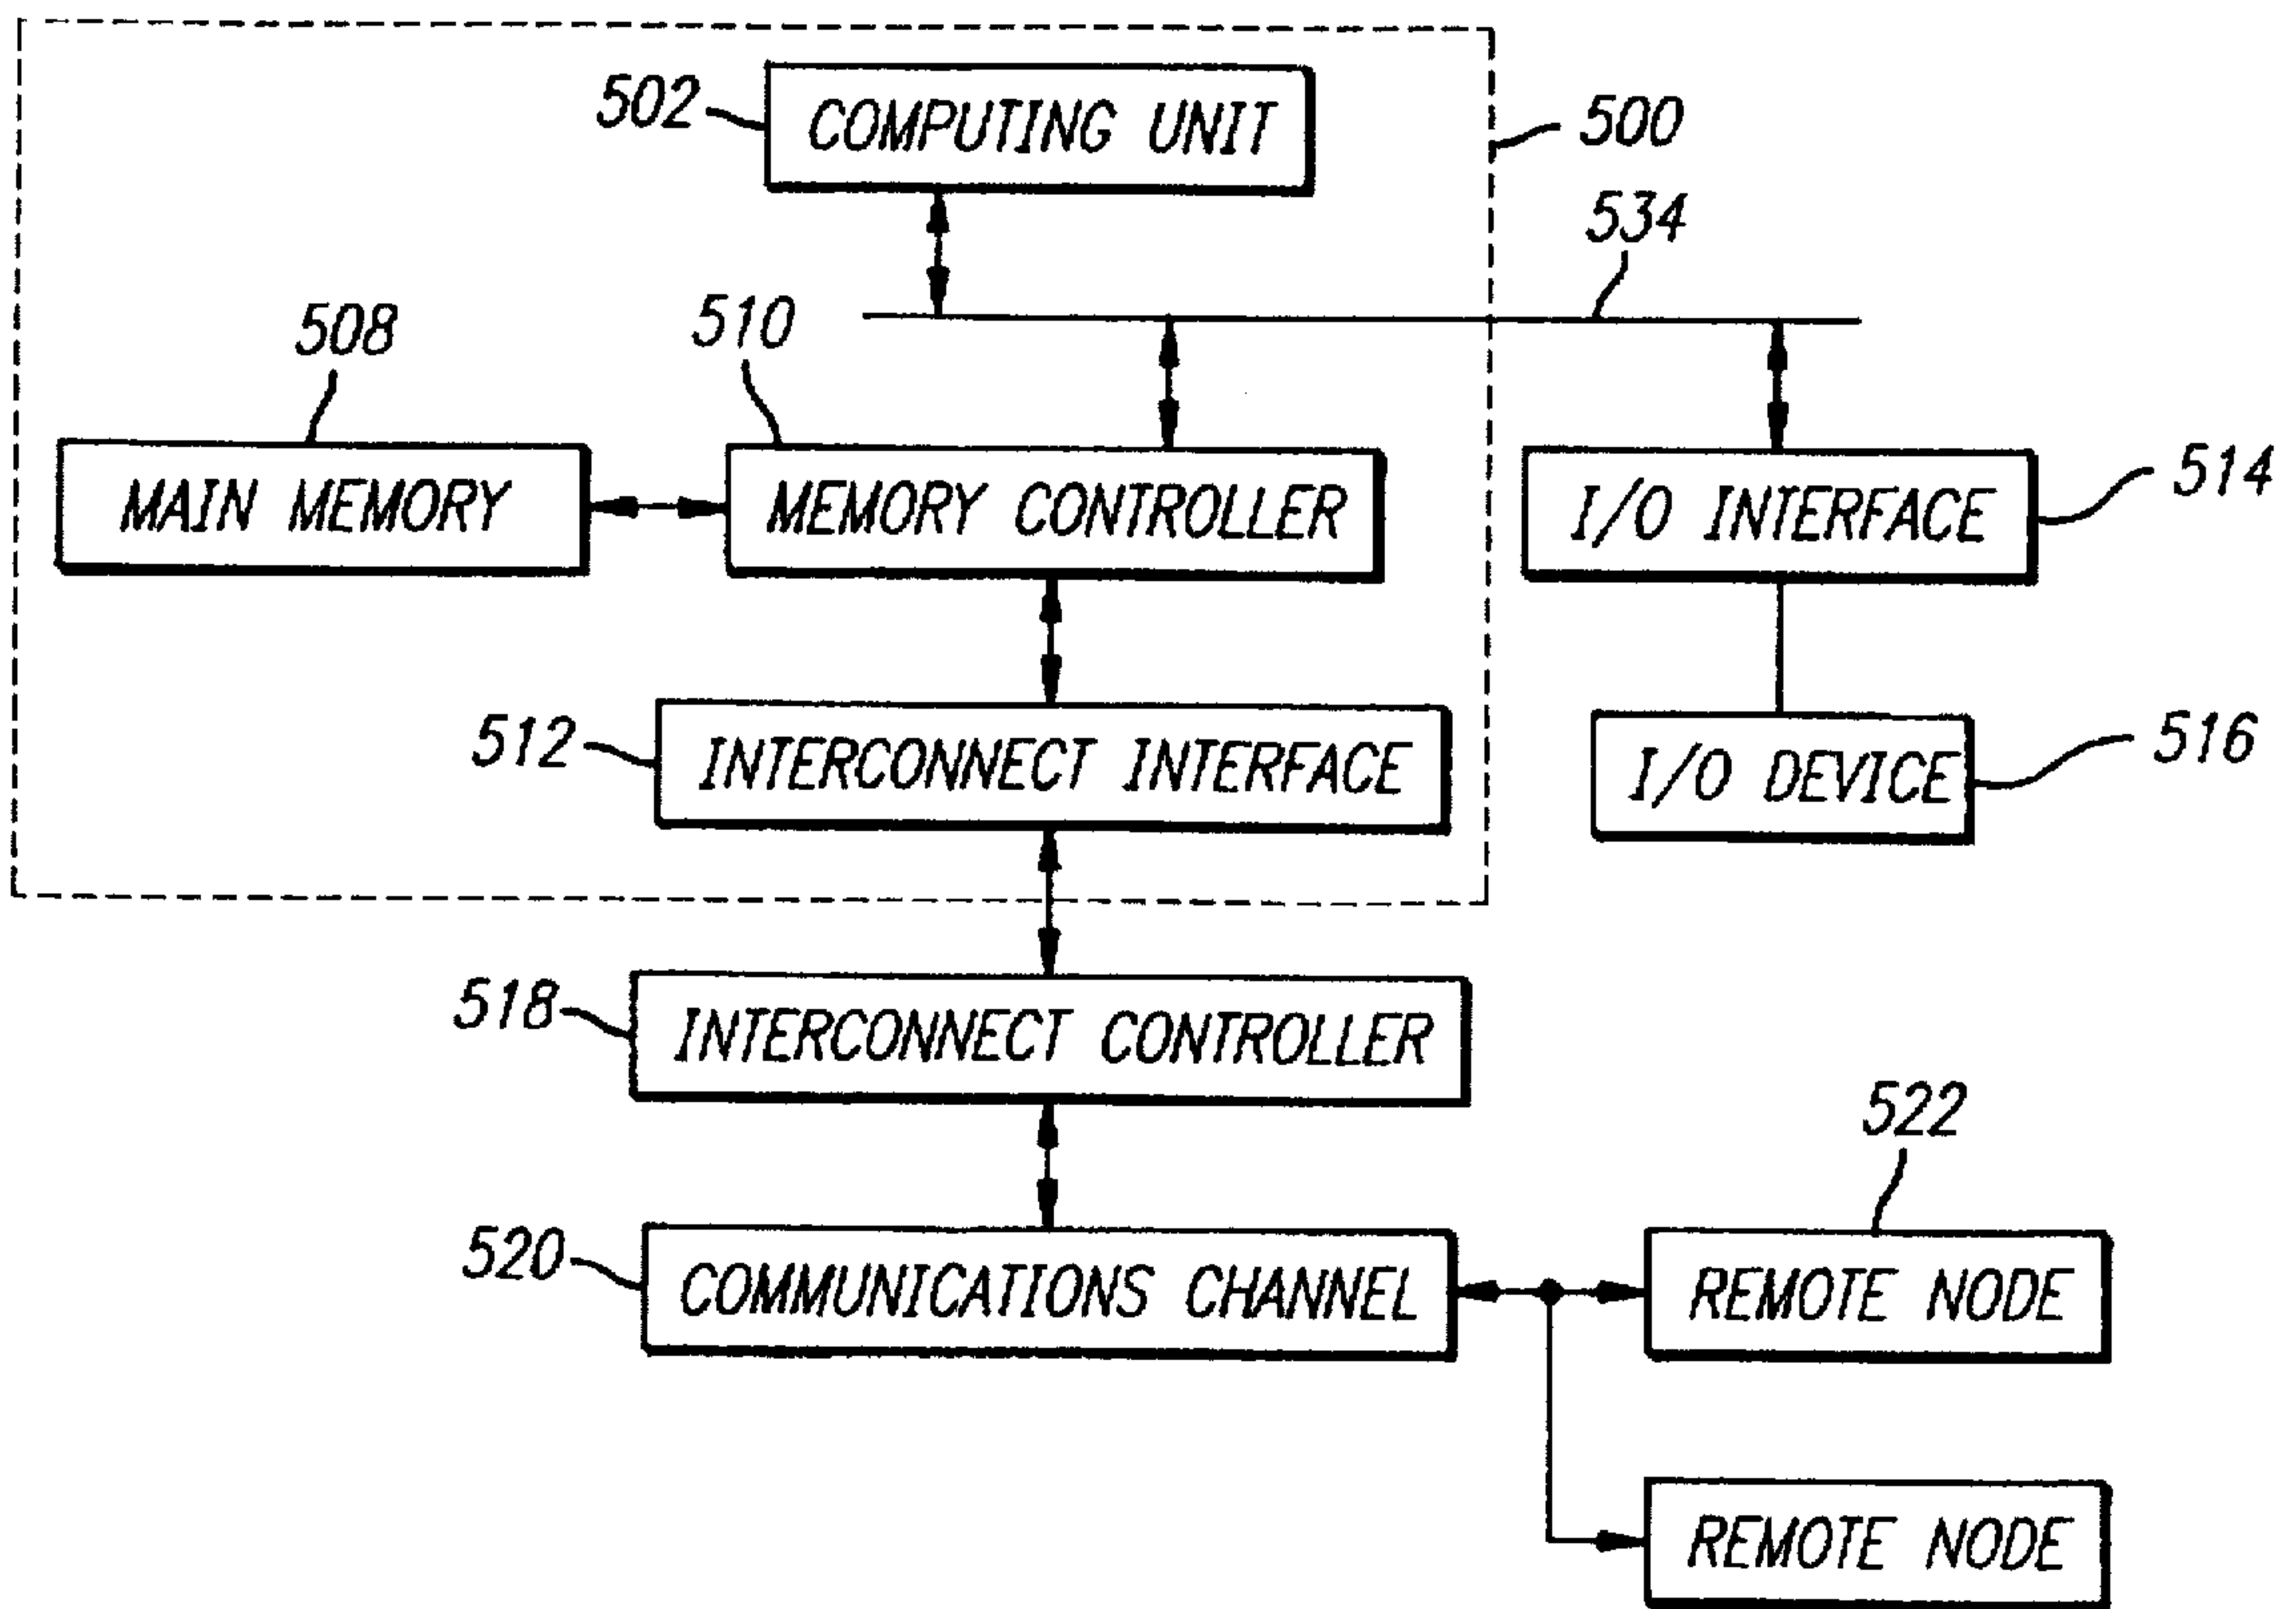 502
COMPUTING UNIT
500
534
508
510
MAIN MEMORY
MEMORY CONTROLLER
I/O INTERFACE
514
512
INTERCONNECT INTERFACE
I/O DEVICE
516
518
INTERCONNECT CONTROLLER
522
520
COMMUNICATIONS CHANNEL
REMOTE NODE
REMOTE NODE